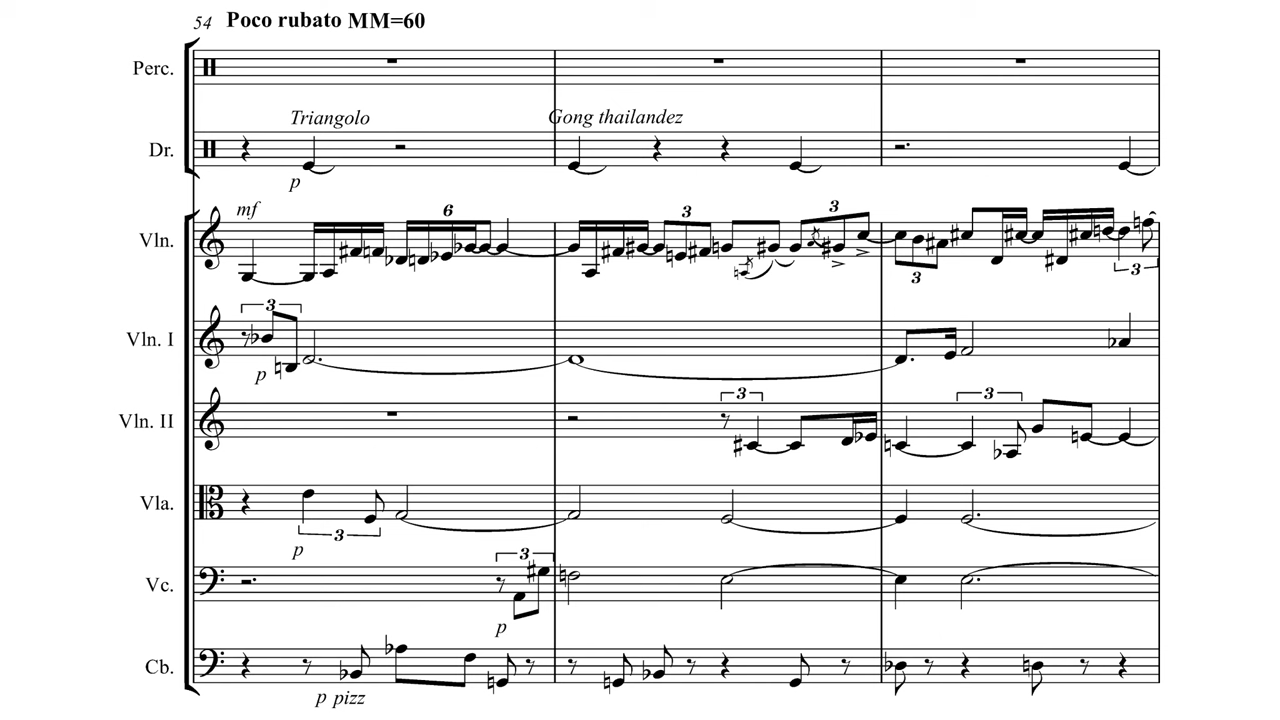 54 Poco rubato MM=60
Perc.
Triangolo Gong thailandez
Dr.
p
mf 6 3 3
Vln.
3 3
3
Vln. I
p
3 3
Vln. II
Vla.
3
p
3
Vc.
p
Cb.
p pizz